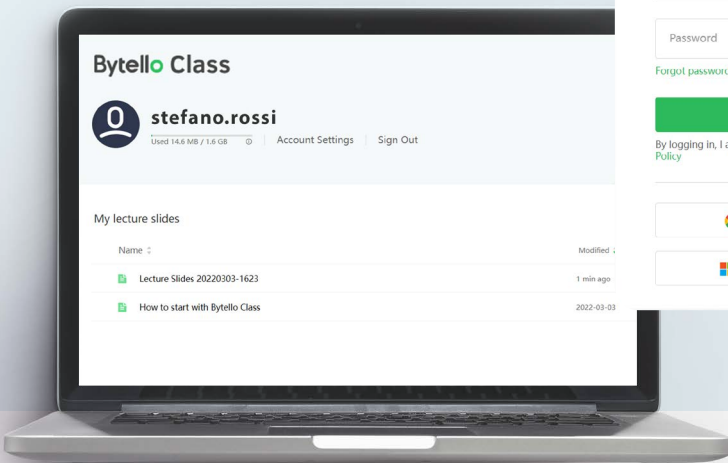 Bytello Class
stefano.rossi
Used 14.6 MB / 1.6 GB Account Settings Sign Out
My lecture slides
Name Modified
Lecture Slides 20220303-1623 1 min ago
How to start with Bytello Class 2022-03-03
Password
Forgot password
By logging in, I
Policy